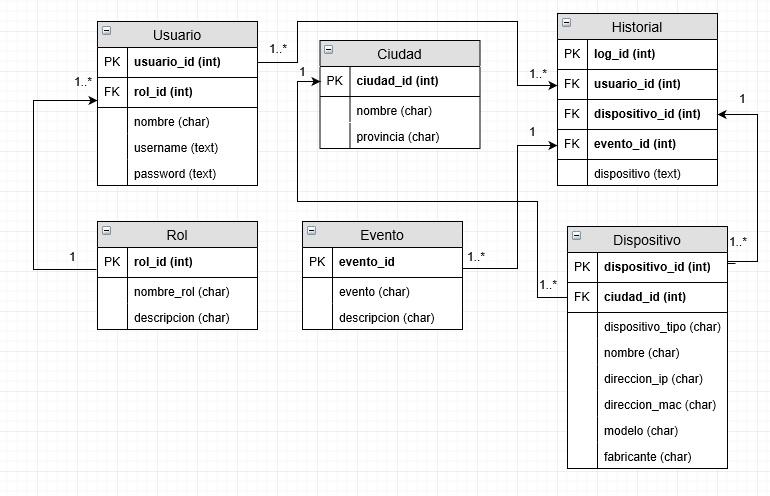 Usuario
PK usuario_id (int)
FK rol_id (int)
nombre (char)
username (text)
password (text)
1..*
1..*
Ciudad
PK ciudad_id (int)
nombre (char)
provincia (char)
1
Historial
PK log_id (int)
FK usuario_id (int)
FK dispositivo_id (int)
FK evento_id (int)
dispositivo (text)
1..*
1
1
Rol
PK rol_id (int)
nombre_rol (char)
descripcion (char)
1
Evento
PK evento_id
evento (char)
descripcion (char)
1..*
Dispositivo
PK dispositivo_id (int)
FK ciudad_id (int)
dispositivo_tipo (char)
nombre (char)
direccion_ip (char)
direccion_mac (char)
modelo (char)
fabricante (char)
1..*
1..*